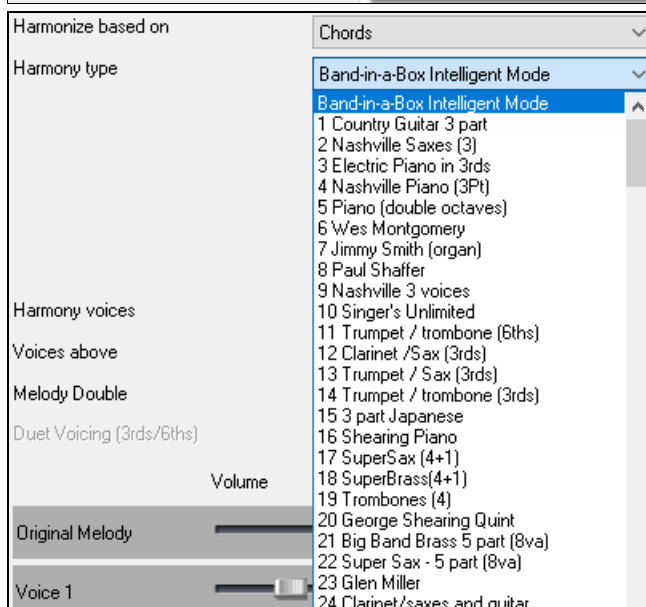 Harmonize based on
Chords
Harmony type
Band-in-a-Box Intelligent Mode
Band-in-a-Box Intelligent Mode
1 Country Guitar 3 part
2 Nashville Saxes (3)
3 Electric Piano in 3rds
4 Nashville Piano (3Pt)
5 Piano (double octaves)
6 Wes Montgomery
7 Jimmy Smith (organ)
8 Paul Shaffer
9 Nashville 3 voices
Harmony voices
10 Singer's Unlimited
11 Trumpet / trombone (6ths)
Voices above
12 Clarinet /Sax (3rds)
13 Trumpet / Sax (3rds)
Melody Double
14 Trumpet / trombone (3rds)
15 3 part Japanese
Duet Voicing (3rds/6ths)
16 Shearing Piano
17 SuperSax (4+1)
Volume
18 SuperBrass(4+1)
19 Trombones (4)
20 George Shearing Quint
Original Melody
21 Big Band Brass 5 part (8va)
22 Super Sax - 5 part (8va)
23 Glen Miller
Voice 1
24 Clarinet/saxes and guitar